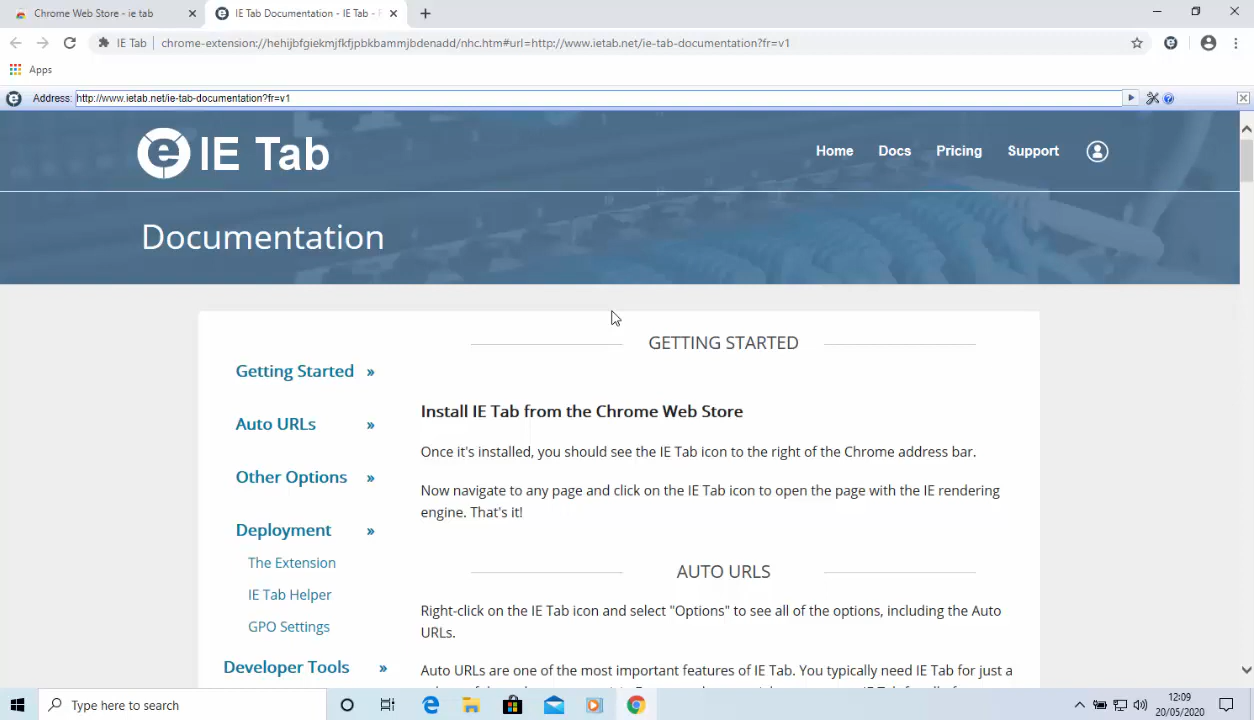 Chrome Web Store - ie tab
IE Tab Documentation - IE Tab -
IE Tab
chrome-extension://hehijbfgiekmjfkfjpbkbammjbdenadd/nhc.htm#url=http://www.ietab.net/ie-tab-documentation?fr=v1
Apps
Address: http://www.ietab.net/ie-tab-documentation?fr=v1
IE Tab
Home Docs Pricing Support
Documentation
GETTING STARTED
Getting Started »
Install IE Tab from the Chrome Web Store
Auto URLs »
Once it's installed, you should see the IE Tab icon to the right of the Chrome address bar.
Other Options »
Now navigate to any page and click on the IE Tab icon to open the page with the IE rendering
engine. That's it!
Deployment »
The Extension
AUTO URLS
IE Tab Helper
Right-click on the IE Tab icon and select "Options" to see all of the options, including the Auto
URLs.
GPO Settings
Developer Tools »
Auto URLs are one of the most important features of IE Tab. You typically need IE Tab for just a
Type here to search
12:09
20/05/2020